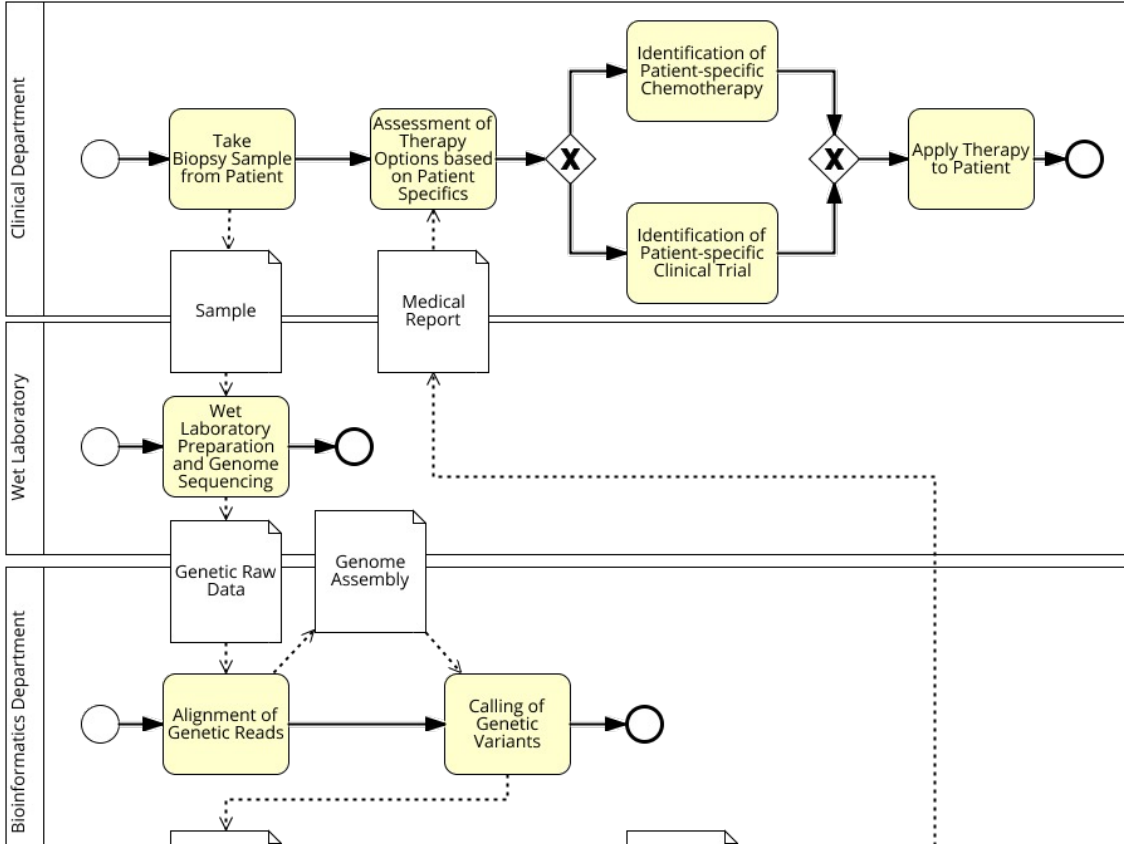 Clinical Department
Take
Biopsy Sample
from Patient
Assessment of
Therapy
Options based
on Patient
Specifics
X
Identification of
Patient-specific
Chemotherapy
Identification of
Patient-specific
Clinical Trial
X
Apply Therapy
to Patient
Sample
Medical
Report
Wet Laboratory
Wet
Laboratory
Preparation
and Genome
Sequencing
Genetic Raw
Data
Genome
Assembly
Bioinformatics Department
Alignment of
Genetic Reads
Calling of
Genetic
Variants